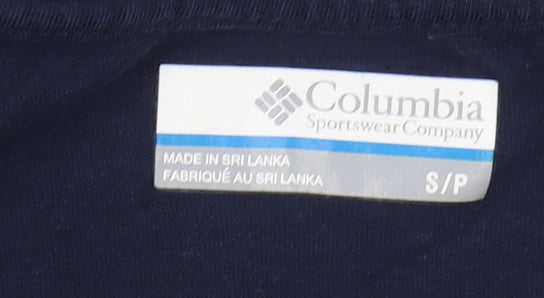 Columbia
Sportswear Company
MADE IN SRI LANKA
FABRIQUÉ AU SRI LANKA
S/P